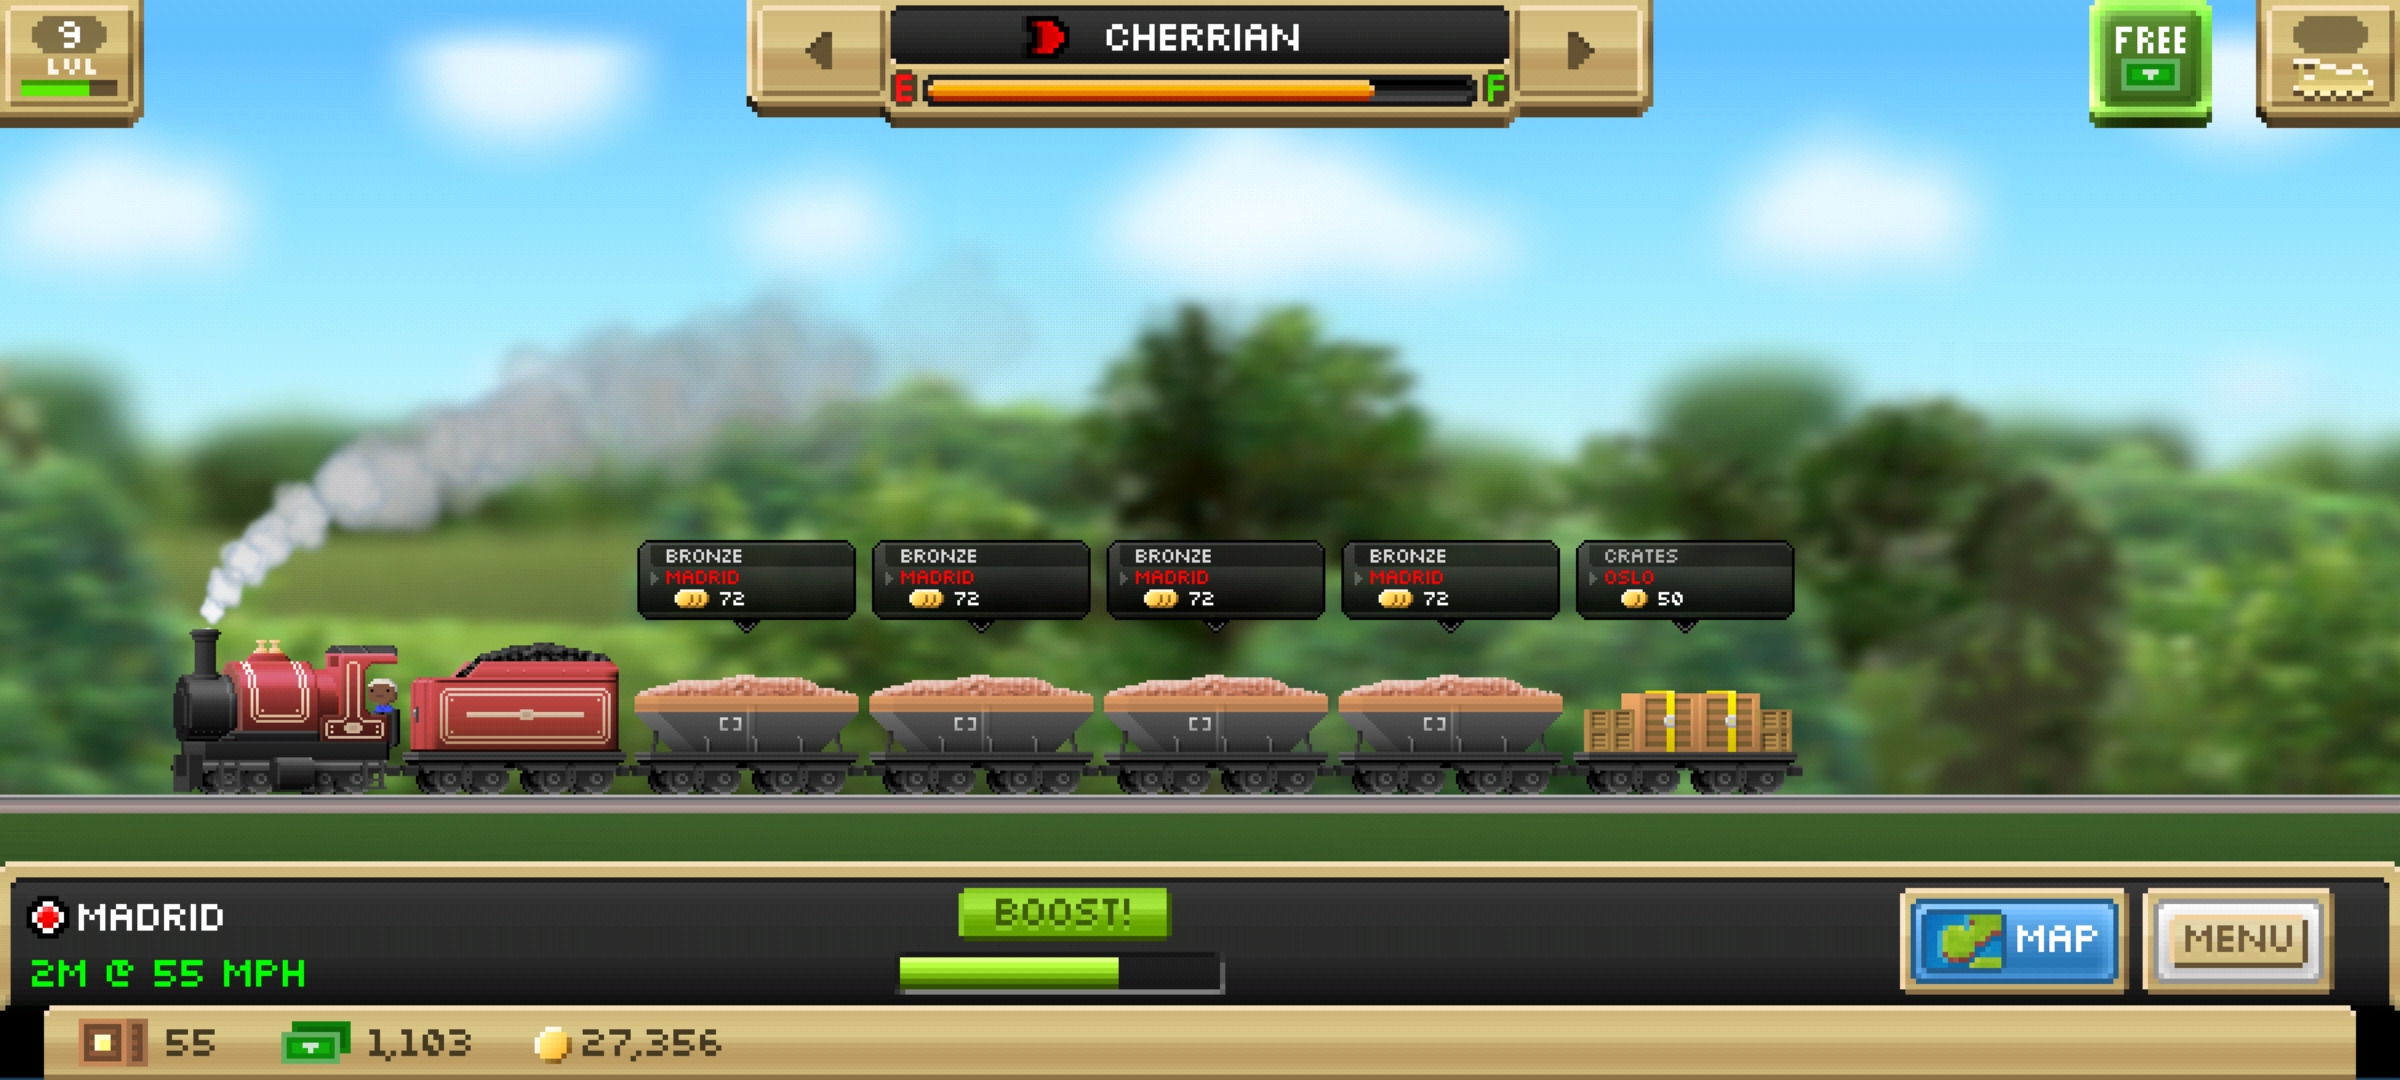 9
LVL
CHERRIAN
E F
FREE
BRONZE
MADRID
72
BRONZE
MADRID
72
BRONZE
MADRID
72
BRONZE
MADRID
72
CRATES
OSLO
50
MADRID
2M @ 55 MPH
BOOST!
MAP
MENU
55 1,103 27,356